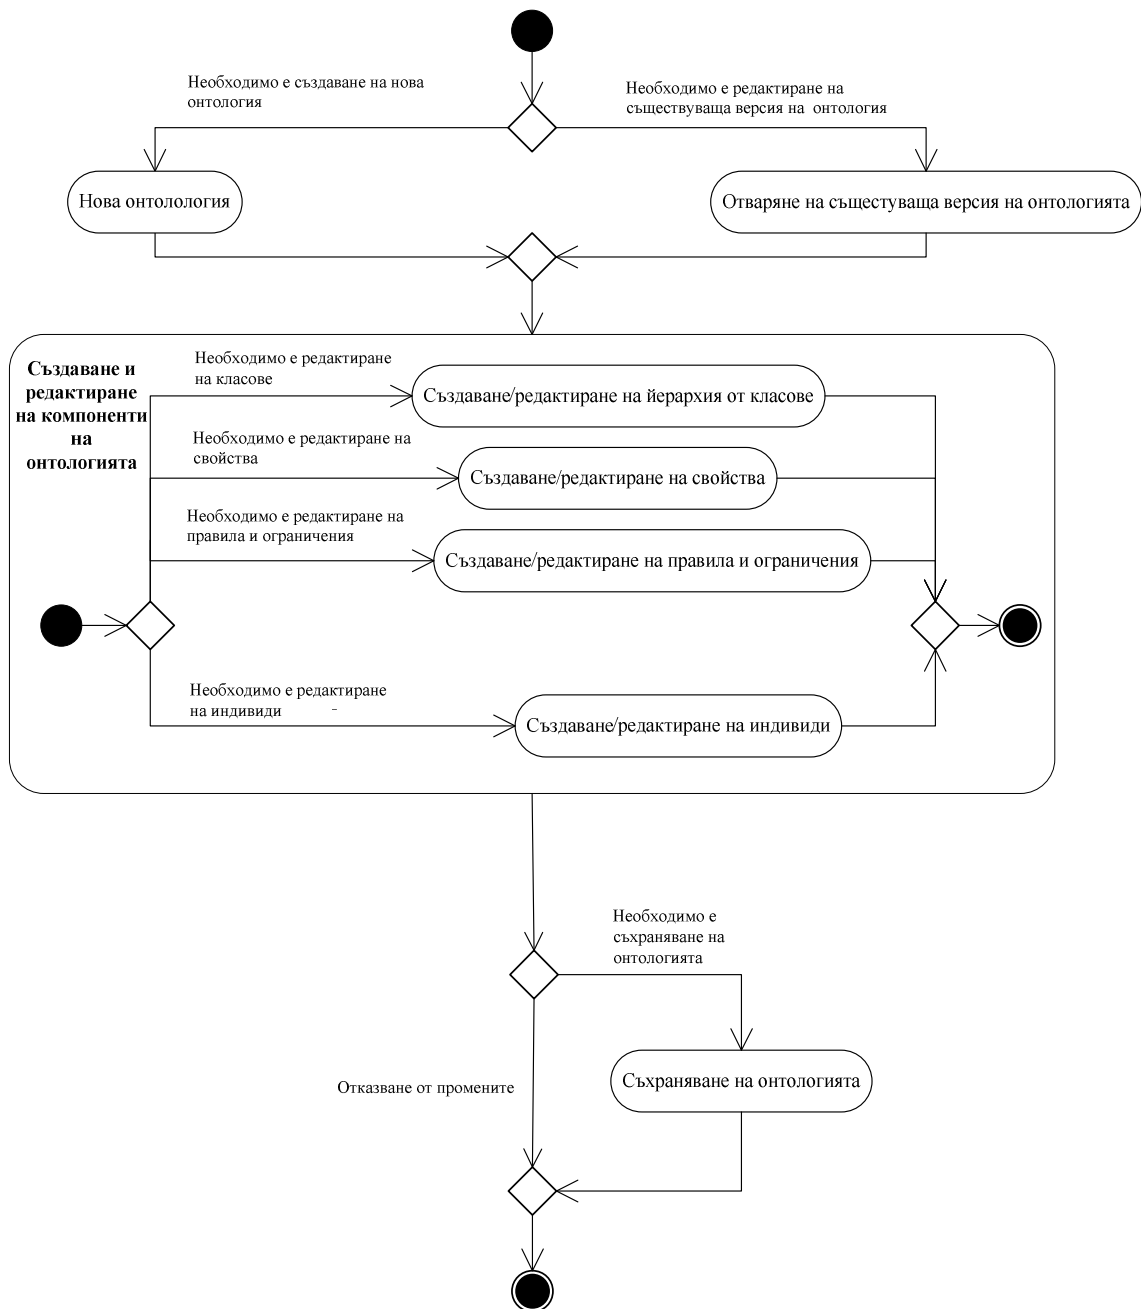 Необходимо е създаване на нова
онтология
Необходимо е редактиране на
съществуваща версия на онтология
Нова онтолология
Отваряне на същестуваща версия на онтологията
Създаване и
редактиране
на компоненти
на
онтологията
Необходимо е редактиране
на класове
Създаване/редактиране на йерархия от класове
Необходимо е редактиране на
свойства
Създаване/редактиране на свойства
Необходимо е редактиране на
правила и ограничения
Създаване/редактиране на правила и ограничения
Необходимо е редактиране
на индивиди
Създаване/редактиране на индивиди
Необходимо е
съхраняване на
онтологията
Съхраняване на онтологията
Отказване от промените